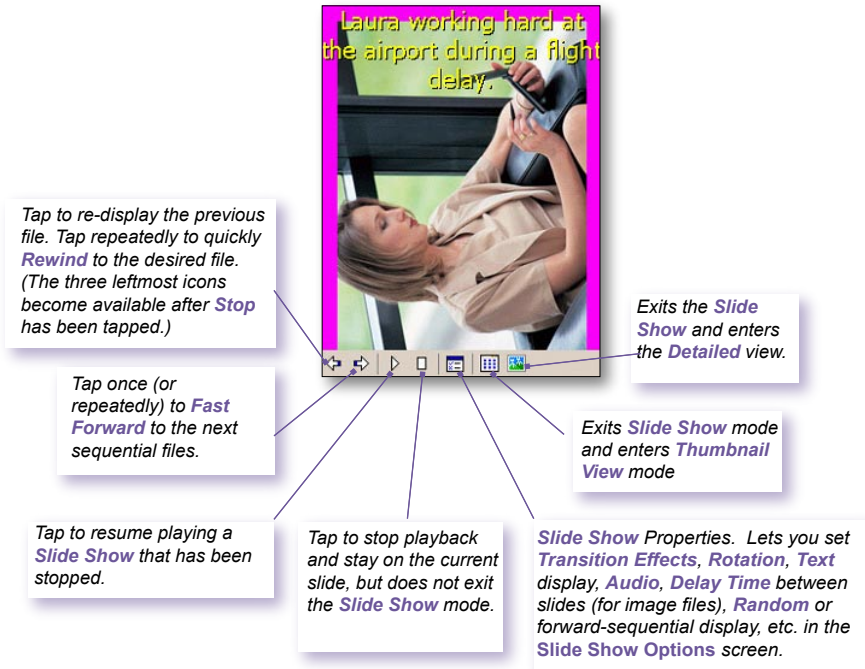 Laura working hard at
the airport during a flight
delay.
Tap to re-display the previous
file. Tap repeatedly to quickly
Rewind to the desired file.
(The three leftmost icons
become available after Stop
has been tapped.)
Exits the Slide
Show and enters
the Detailed view.
Tap once (or
repeatedly) to Fast
Forward to the next
sequential files.
Exits Slide Show mode
and enters Thumbnail
View mode
Tap to resume playing a
Slide Show that has been
stopped.
Tap to stop playback
and stay on the current
slide, but does not exit
the Slide Show mode.
Slide Show Properties.  Lets you set
Transition Effects, Rotation, Text
display, Audio, Delay Time between
slides (for image files), Random or
forward-sequential display, etc. in the
Slide Show Options screen.